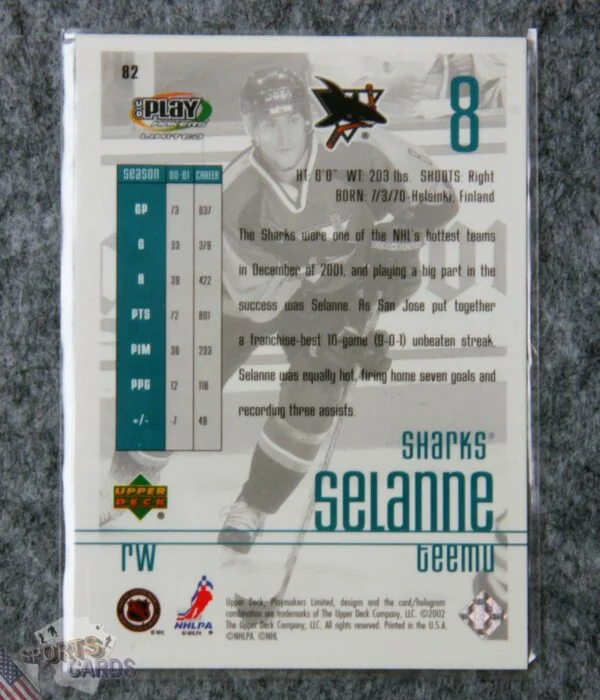 82
UD PLAY
MAKERS
LIMITED
8
HT: 6'0" WT: 203 lbs. SHOOTS: Right
BORN: 7/3/70-Helsinki, Finland
SEASON 00-01 CAREER
GP 73 637
G 33 379
A 39 422
PTS 72 801
PIM 36 233
PPG 12 118
+/- -7 48
The Sharks were one of the NHL's hottest teams
in December of 2001, and playing a big part in the
success was Selanne. As San Jose put together
a franchise-best 10-game (9-0-1) unbeaten streak,
Selanne was equally hot, firing home seven goals and
recording three assists.
SHARKS®
SELANNE
UPPER
DECK
®
RW
TEEMU
NHLPA
© NHL © NHLPA ®
Upper Deck, Playmakers Limited, designs and the card/hologram
combination are trademarks of The Upper Deck Company, LLC. ©2002
The Upper Deck Company, LLC. All rights reserved. Printed in the U.S.A.
©NHLPA. ©NHL
SPORTS
CARDS